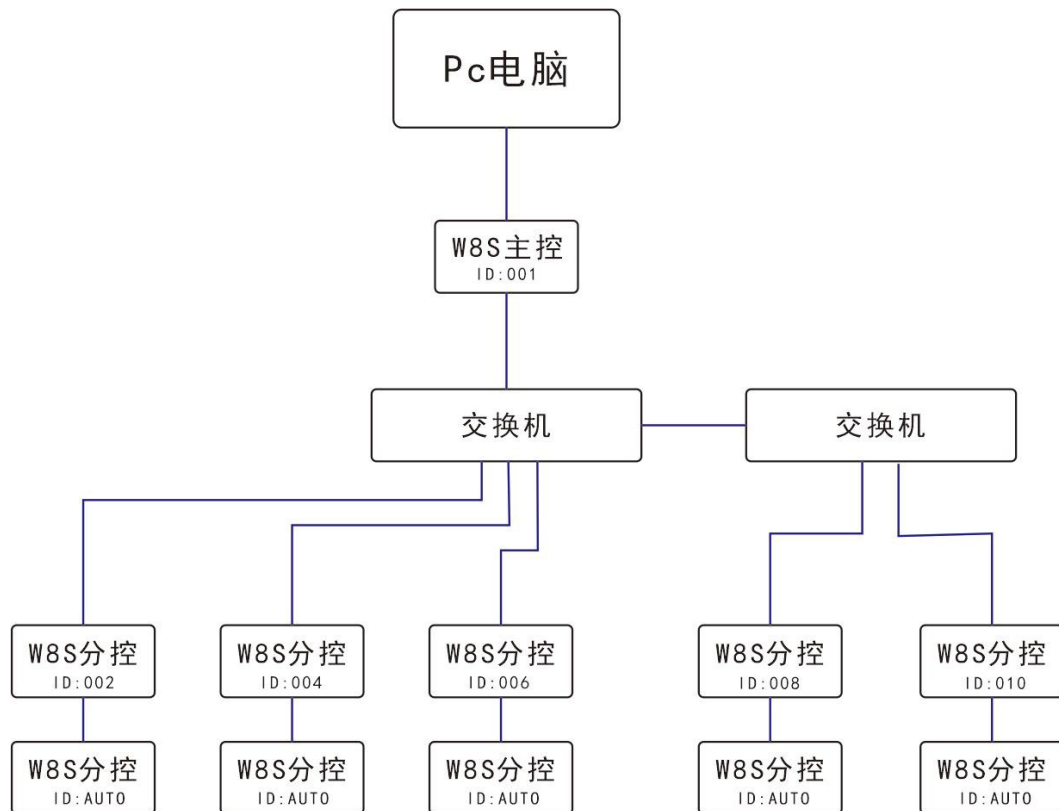 Pc电脑
W8S主控
ID:001
交换机
交换机
W8S分控
ID:002
W8S分控
ID:004
W8S分控
ID:006
W8S分控
ID:008
W8S分控
ID:010
W8S分控
ID:AUTO
W8S分控
ID:AUTO
W8S分控
ID:AUTO
W8S分控
ID:AUTO
W8S分控
ID:AUTO